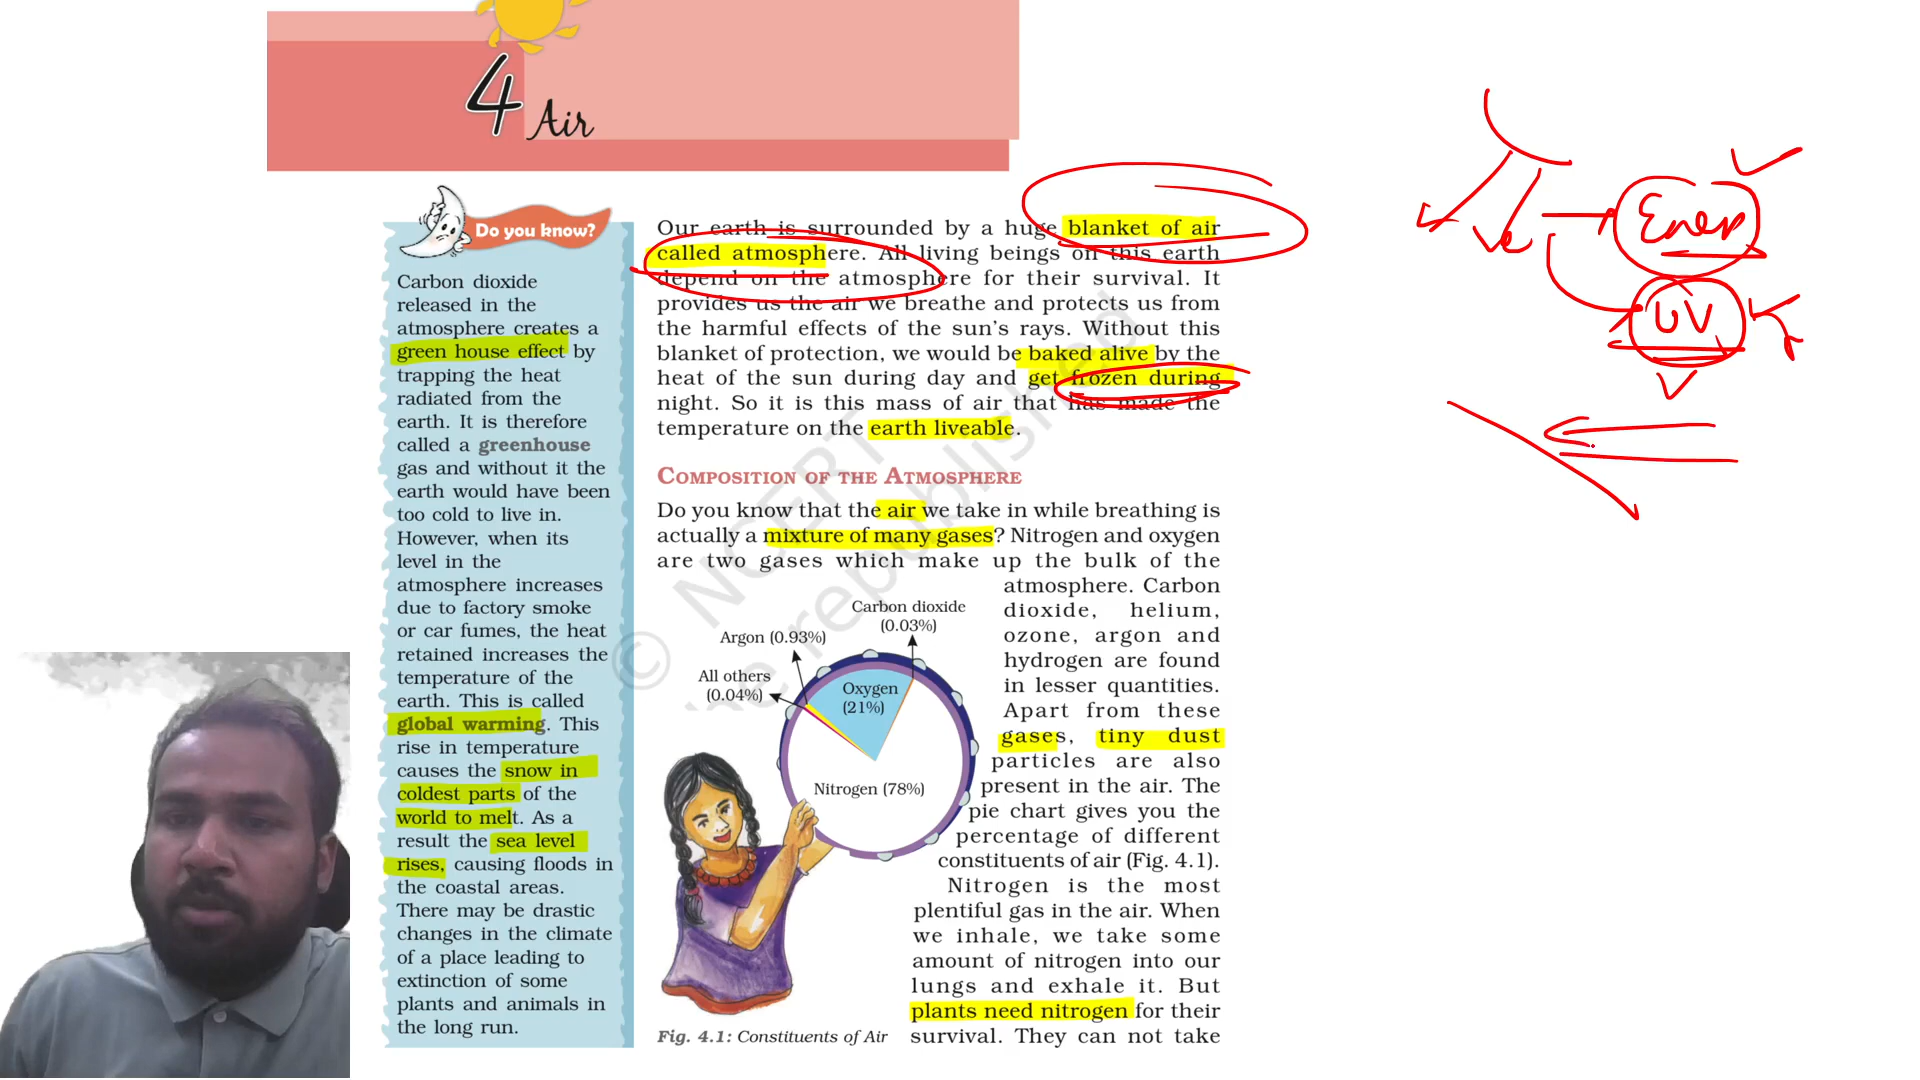 4 Air
Do you know?
Carbon dioxide
released in the
atmosphere creates a
green house effect by
trapping the heat
radiated from the
earth. It is therefore
called a greenhouse
gas and without it the
earth would have been
too cold to live in.
However, when its
level in the
atmosphere increases
due to factory smoke
or car fumes, the heat
retained increases the
temperature of the
earth. This is called
global warming. This
rise in temperature
causes the snow in
coldest parts of the
world to melt. As a
result the sea level
rises, causing floods in
the coastal areas.
There may be drastic
changes in the climate
of a place leading to
extinction of some
plants and animals in
the long run.
Our earth is surrounded by a huge blanket of air
called atmosphere. All living beings on this earth
depend on the atmosphere for their survival. It
provides us the air we breathe and protects us from
the harmful effects of the sun's rays. Without this
blanket of protection, we would be baked alive by the
heat of the sun during day and get frozen during
night. So it is this mass of air that has made the
temperature on the earth liveable.
COMPOSITION OF THE ATMOSPHERE
Do you know that the air we take in while breathing is
actually a mixture of many gases? Nitrogen and oxygen
are two gases which make up the bulk of the
atmosphere. Carbon
dioxide, helium,
ozone, argon and
hydrogen are found
in lesser quantities.
Apart from these
gases, tiny dust
particles are also
present in the air. The
pie chart gives you the
percentage of different
constituents of air (Fig. 4.1).
Nitrogen is the most
plentiful gas in the air. When
we inhale, we take some
amount of nitrogen into our
lungs and exhale it. But
plants need nitrogen for their
survival. They can not take
Carbon dioxide
(0.03%)
Argon (0.93%)
All others
(0.04%)
Oxygen
(21%)
Nitrogen (78%)
Fig. 4.1: Constituents of Air
© NCERT
republished
UV